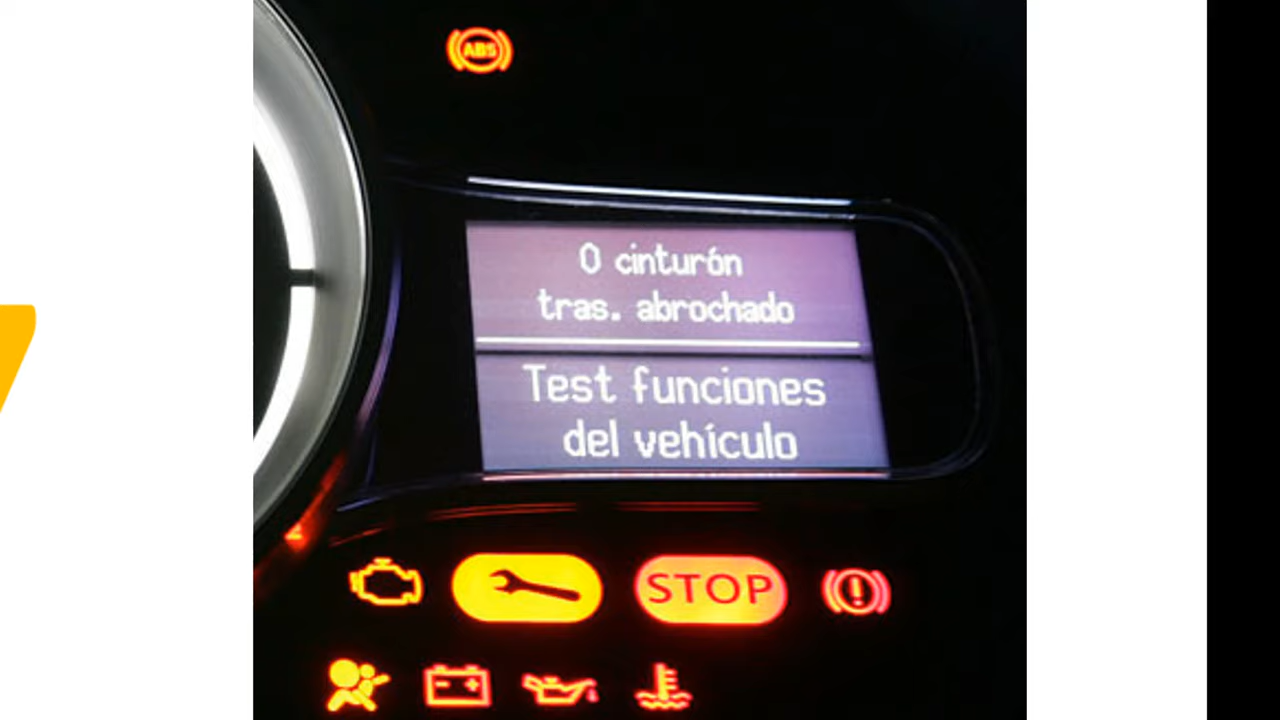 ABS
0 cinturón
tras. abrochado
Test funciones
del vehículo
STOP